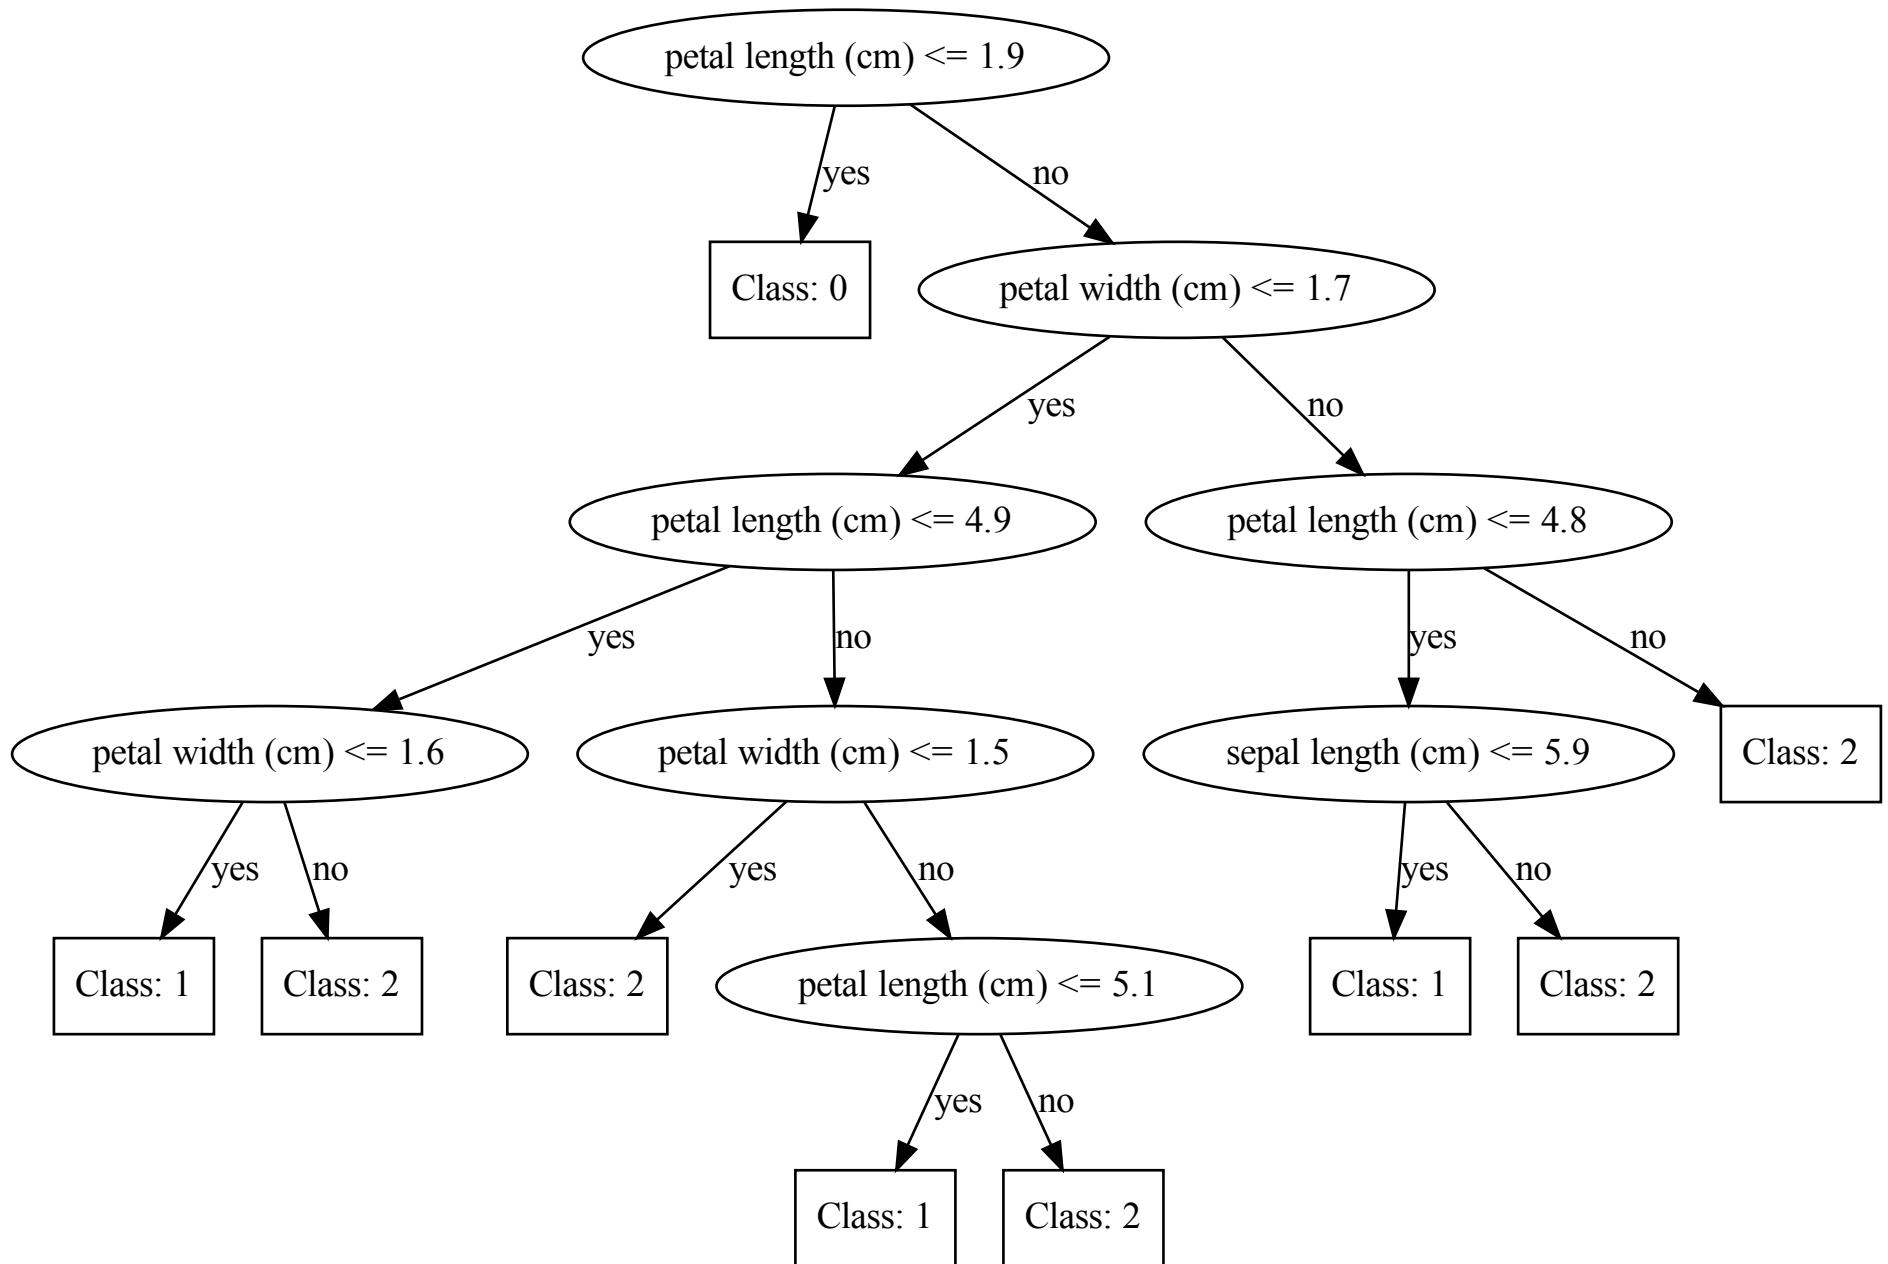 petal length (cm) <= 1.9
yes
no
Class: 0
petal width (cm) <= 1.7
yes
no
petal length (cm) <= 4.9
petal length (cm) <= 4.8
yes
no
yes
no
petal width (cm) <= 1.6
petal width (cm) <= 1.5
sepal length (cm) <= 5.9
Class: 2
yes
no
yes
no
yes
no
Class: 1
Class: 2
Class: 2
petal length (cm) <= 5.1
Class: 1
Class: 2
yes
no
Class: 1
Class: 2